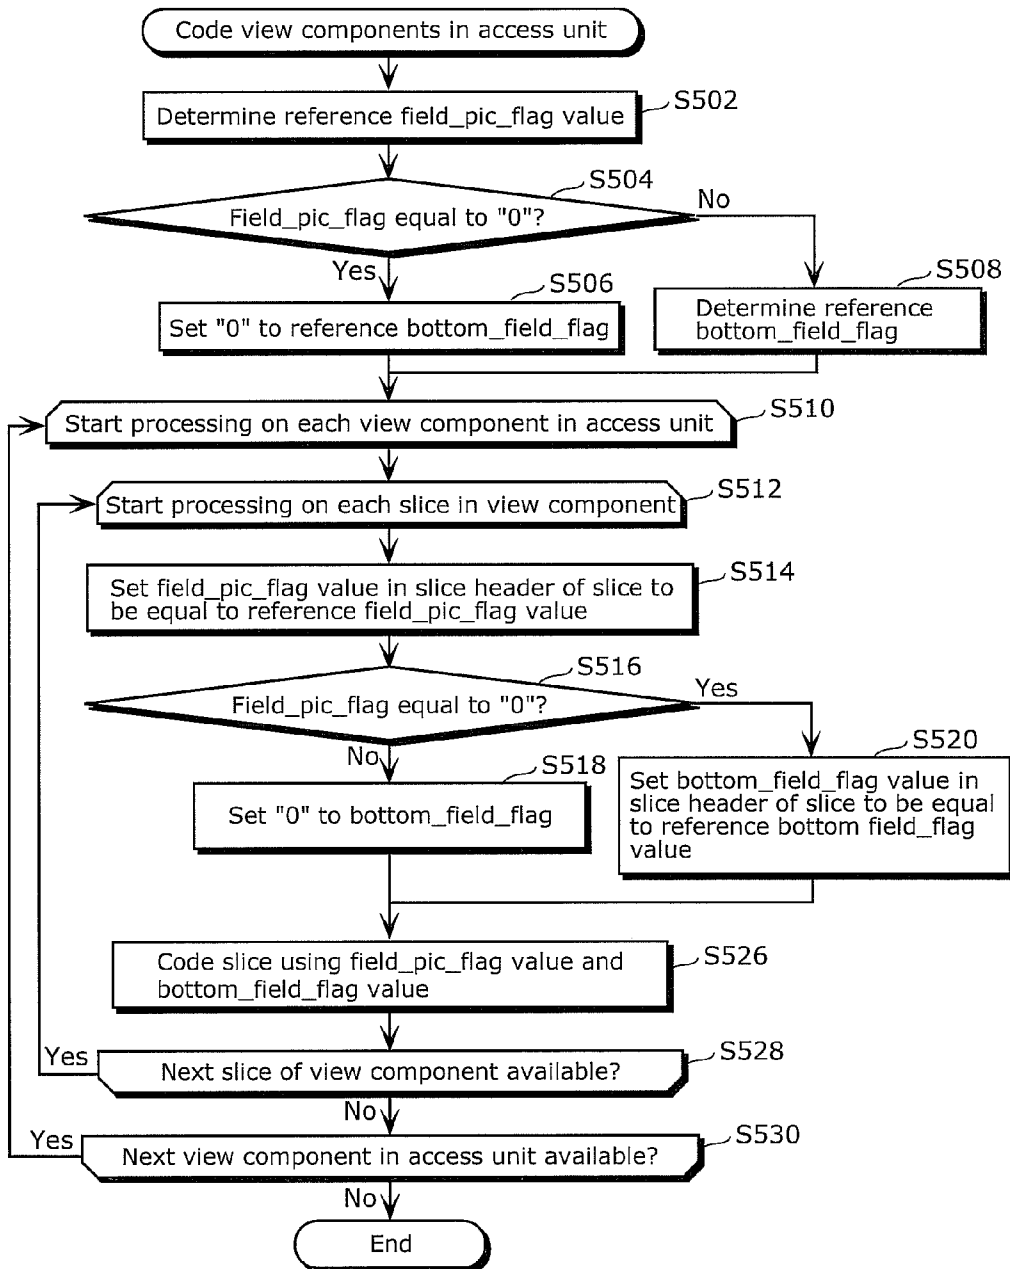 Code view components in access unit
Determine reference field_pic_flag value
S502
S504
Field_pic_flag equal to "0"?
No
Yes
S506
Set "0" to reference bottom_field_flag
S508
Determine reference
bottom_field_flag
Start processing on each view component in access unit
S510
Start processing on each slice in view component
S512
Set field_pic_flag value in slice header of slice to
be equal to reference field_pic_flag value
S514
S516
Field_pic_flag equal to "0"?
Yes
No
S518
Set "0" to bottom_field_flag
S520
Set bottom_field_flag value in
slice header of slice to be equal
to reference bottom field_flag
value
Code slice using field_pic_flag value and
bottom_field_flag value
S526
Yes
Next slice of view component available?
S528
No
Yes
Next view component in access unit available?
S530
No
End